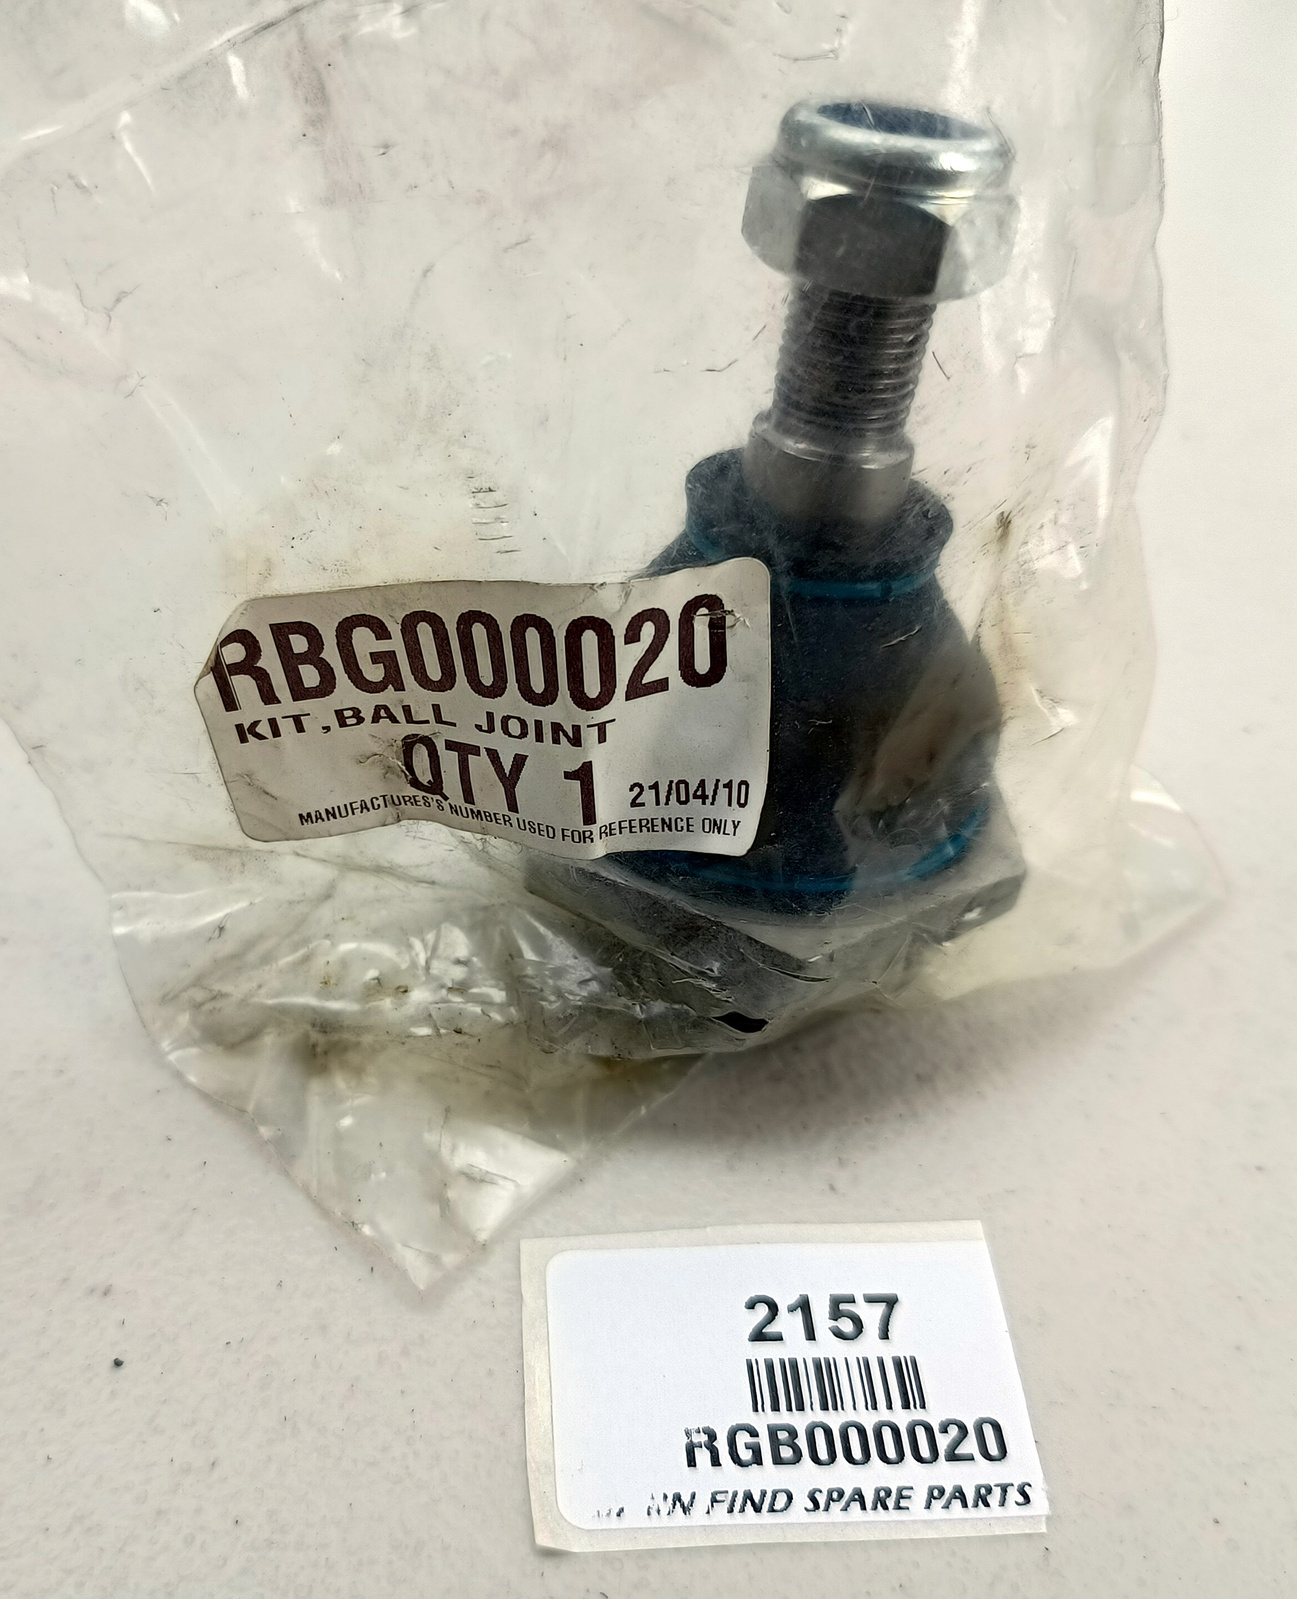 RBG000020
KIT,BALL JOINT
QTY 1 21/04/10
MANUFACTURES'S NUMBER USED FOR REFERENCE ONLY
2157
RGB000020
FIND SPARE PARTS